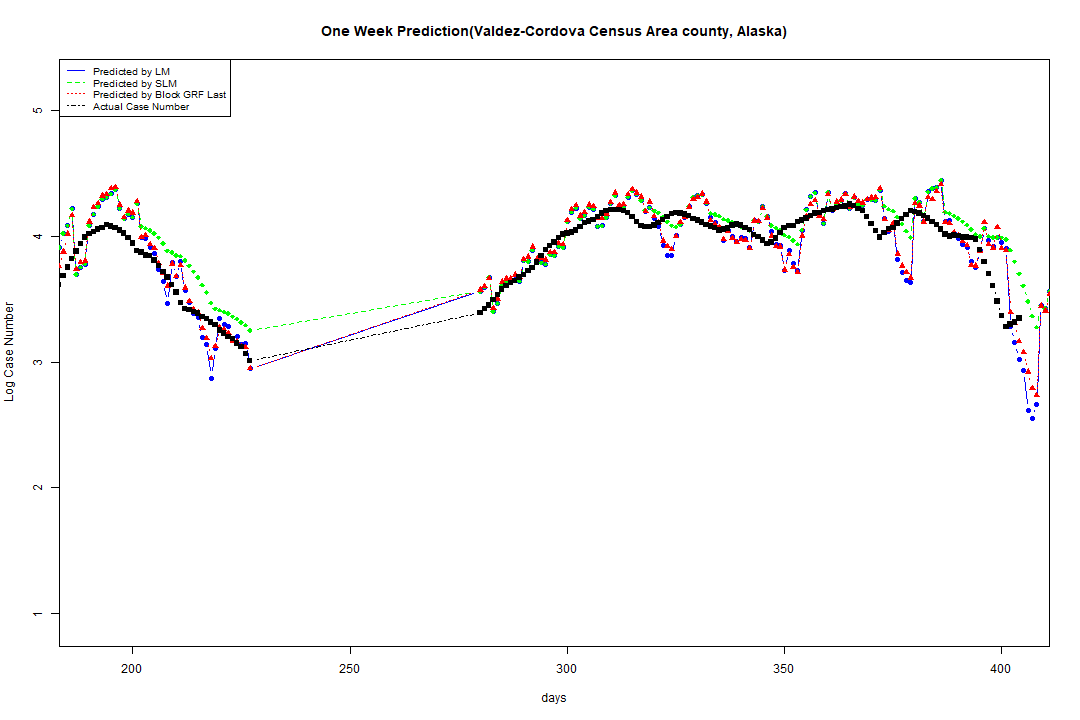 One Week Prediction(Valdez-Cordova Census Area county, Alaska)
Predicted by LM
Predicted by SLM
Predicted by Block GRF Last
Actual Case Number
5
4
3
2
1
Log Case Number
200 250 300 350 400
days